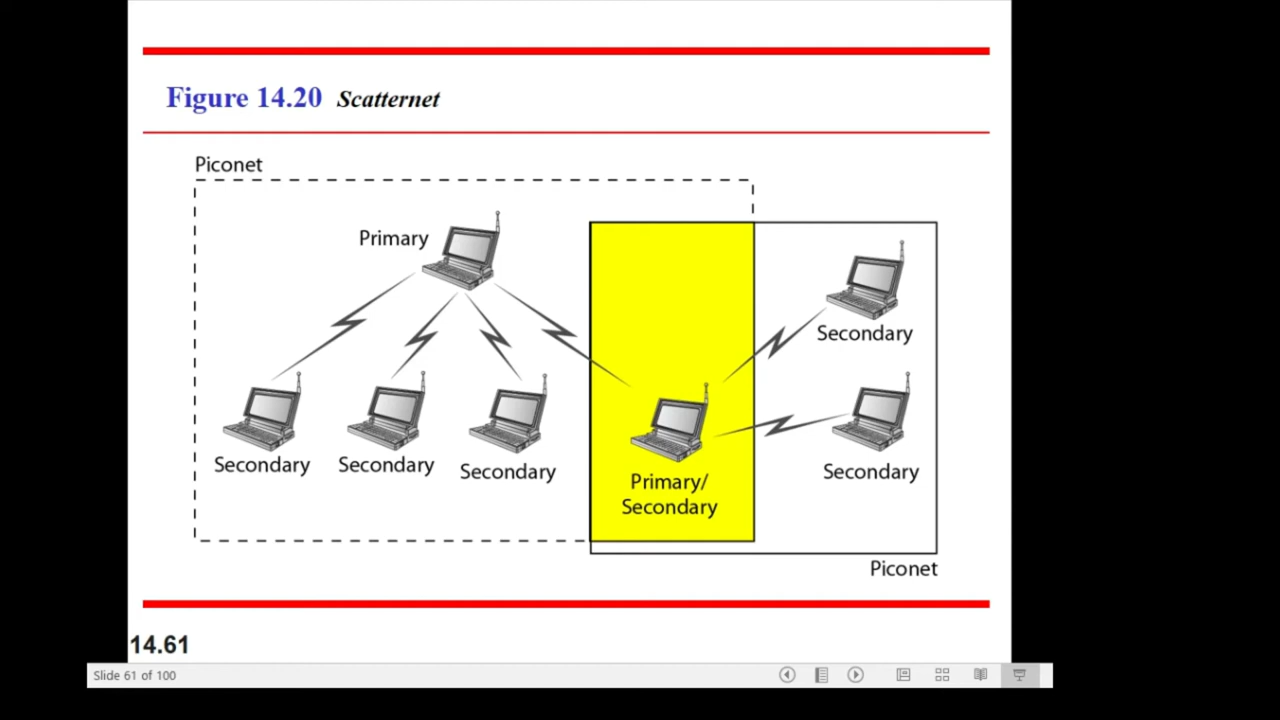 Figure 14.20 Scatternet
Piconet
Primary
Secondary
Secondary
Secondary
Secondary
Primary/
Secondary
Secondary
Piconet
14.61
Slide 61 of 100